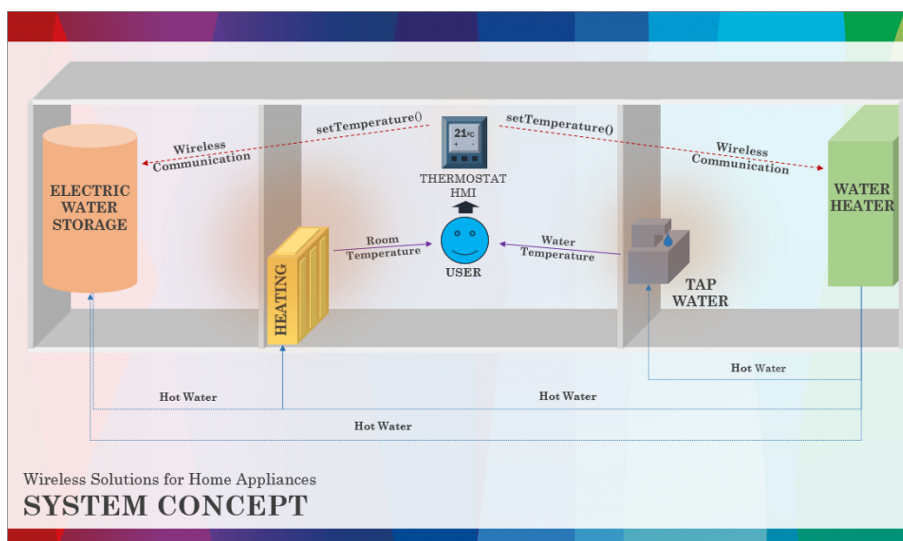 setTemperature()
Wireless
Communication
ELECTRIC
WATER
STORAGE
21°C
THERMOSTAT
HMI
setTemperature()
Wireless
Communication
WATER
HEATER
Room
Temperature
USER
Water
Temperature
HEATING
TAP
WATER
Hot Water
Hot Water
Hot Water
Hot Water
Wireless Solutions for Home Appliances
SYSTEM CONCEPT